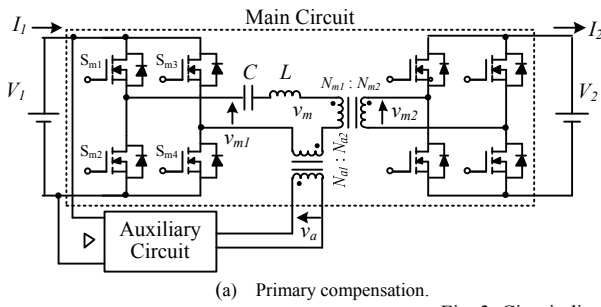 Main Circuit
I1
I2
Sm1
Sm3
C
L
Nm1 : Nm2
V1
vm
vm2
V2
vm1
Sm2
Sm4
Na1 : Na2
Auxiliary
Circuit
va
(a) Primary compensation.